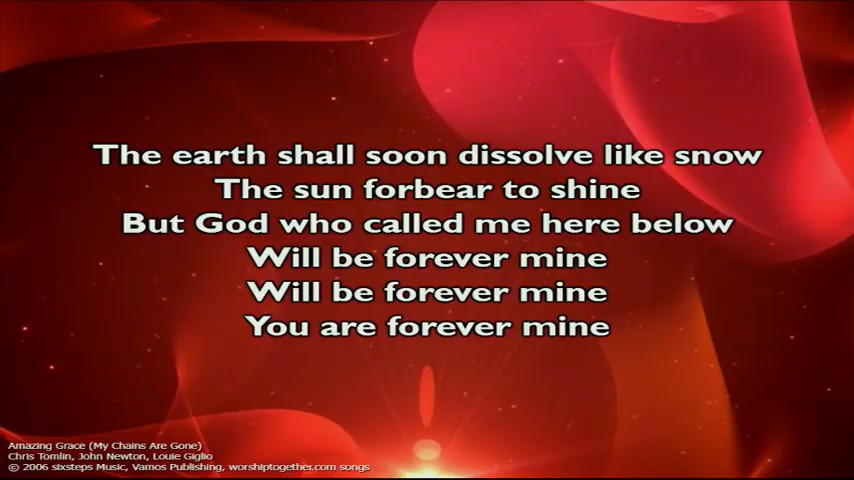 The earth shall soon dissolve like snow
The sun forbear to shine
But God who called me here below
Will be forever mine
Will be forever mine
You are forever mine
Amazing Grace (My Chains Are Gone)
Chris Tomlin, John Newton, Louie Giglio
© 2006 sixsteps Music, Vamos Publishing, worshiptogether.com songs